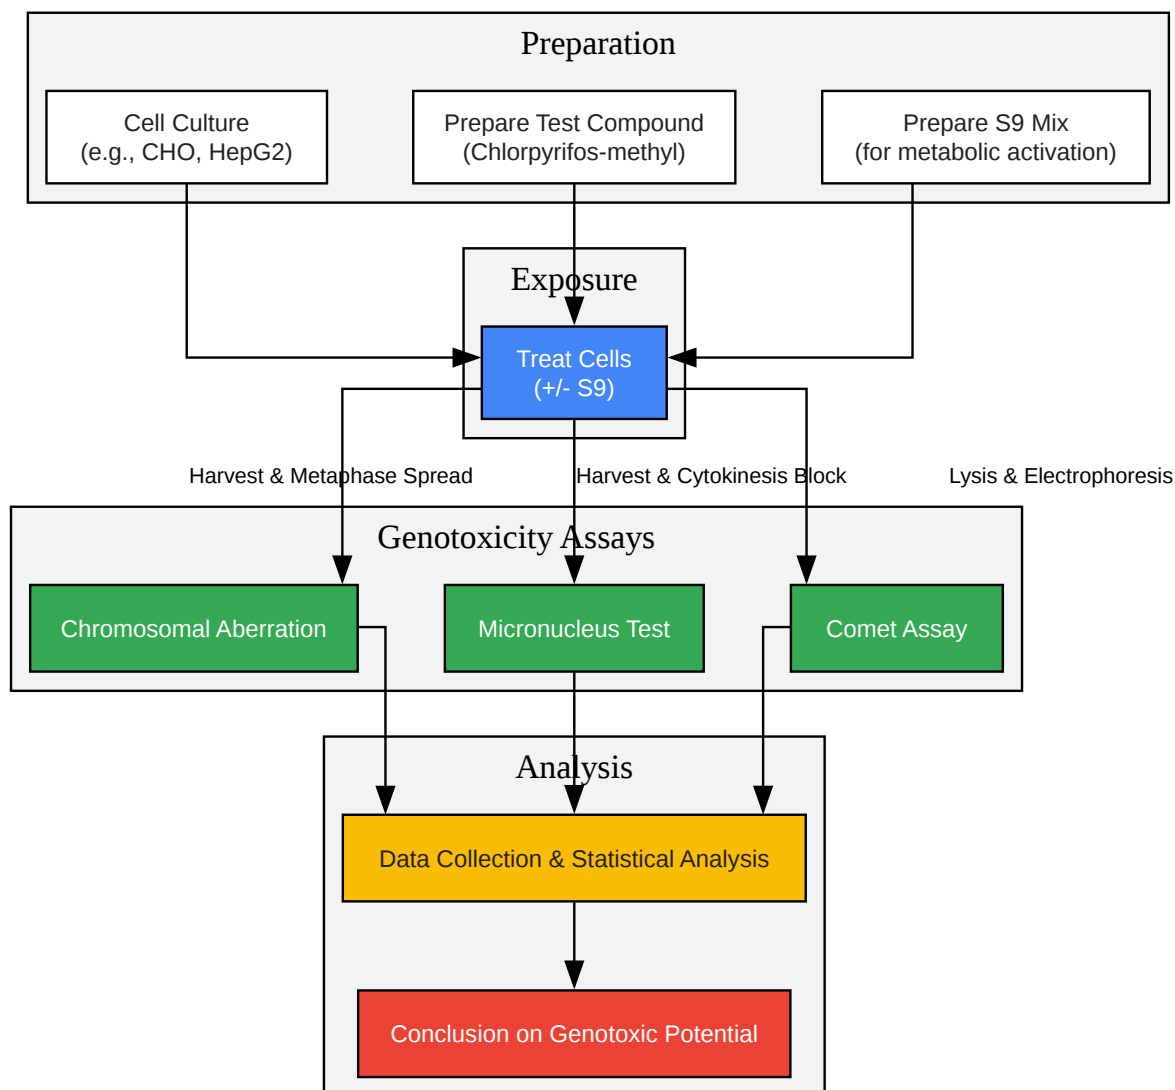 Preparation
Cell Culture
(e.g., CHO, HepG2)
Prepare Test Compound
(Chlorpyrifos-methyl)
Prepare S9 Mix
(for metabolic activation)
Exposure
Treat Cells
(+/- S9)
Harvest & Metaphase Spread
Harvest & Cytokinesis Block
Lysis & Electrophoresis
Genotoxicity Assays
Chromosomal Aberration
Micronucleus Test
Comet Assay
Analysis
Data Collection & Statistical Analysis
Conclusion on Genotoxic Potential